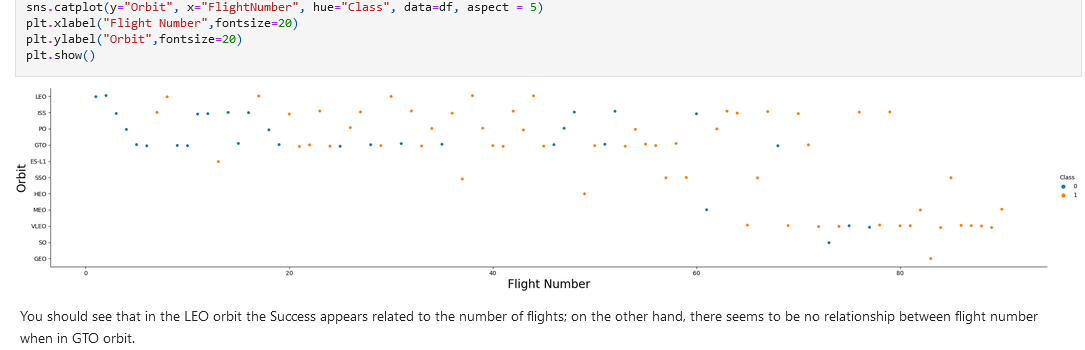 sns.catplot(y="Orbit", x="FlightNumber", hue="Class", data=df, aspect = 5)
plt.xlabel("Flight Number",fontsize=20)
plt.ylabel("Orbit",fontsize=20)
plt.show()
LEO
ISS
PO
GTO
ES-L1
SSO
HEO
MEO
VLEO
SO
GEO
Orbit
Class
0
1
0 20 40 60 80
Flight Number
You should see that in the LEO orbit the Success appears related to the number of flights; on the other hand, there seems to be no relationship between flight number
when in GTO orbit.